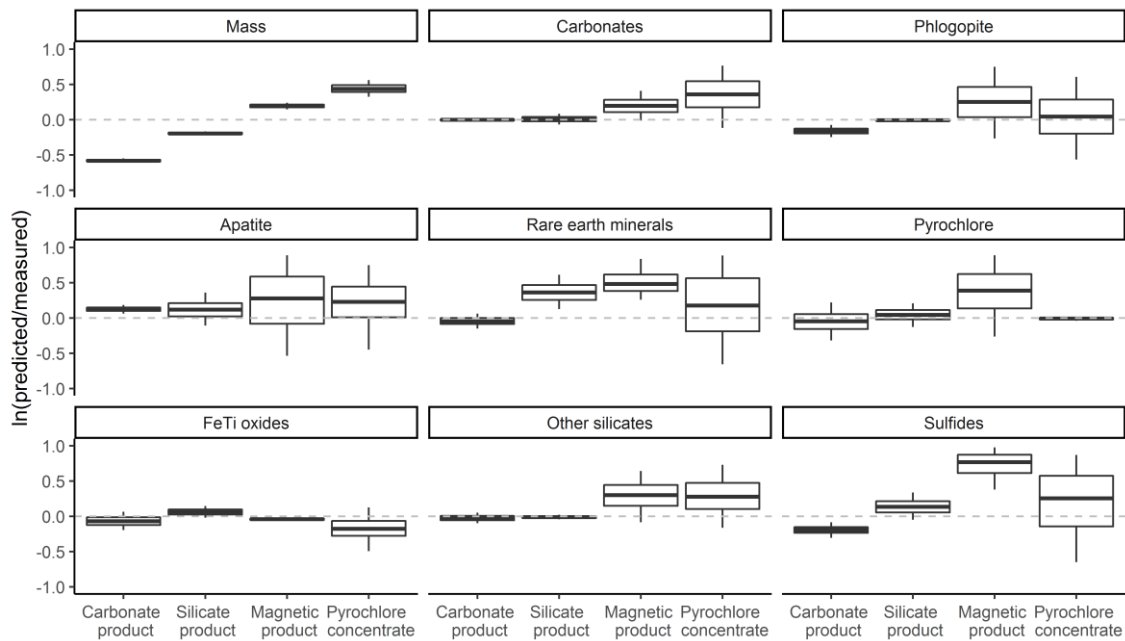 Mass
Carbonates
Phlogopite
1.0
0.5
0.0
-0.5
-1.0
Apatite
Rare earth minerals
Pyrochlore
1.0
0.5
0.0
-0.5
-1.0
ln(predicted/measured)
FeTi oxides
Other silicates
Sulfides
1.0
0.5
0.0
-0.5
-1.0
Carbonate Silicate Magnetic Pyrochlore
product product product concentrate
Carbonate Silicate Magnetic Pyrochlore
product product product concentrate
Carbonate Silicate Magnetic Pyrochlore
product product product concentrate